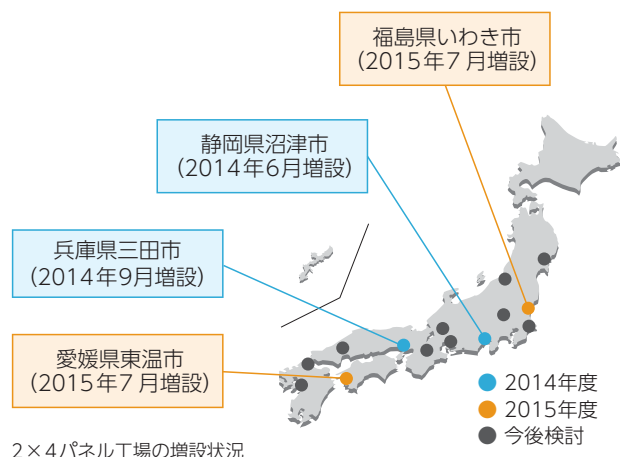 福島県いわき市
（2015年7月増設）
静岡県沼津市
（2014年6月増設）
兵庫県三田市
（2014年9月増設）
愛媛県東温市
（2015年7月増設）
2014年度
2015年度
今後検討
2×4パネル工場の増設状況